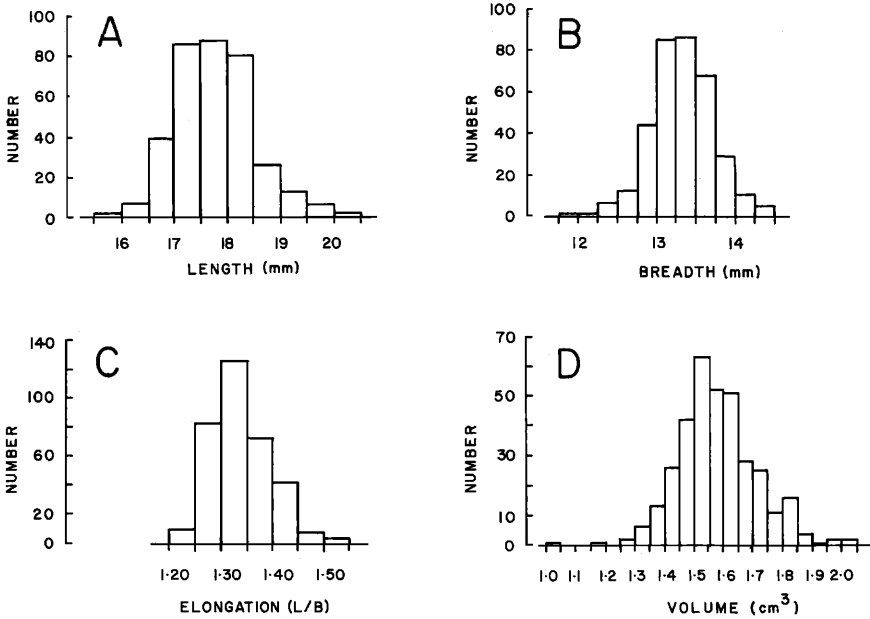 A
NUMBER
100
80
60
40
20
0
16 17 18 19 20
LENGTH (mm)
B
NUMBER
100
80
60
40
20
0
12 13 14
BREADTH (mm)
C
NUMBER
140
100
60
20
0
1·20 1·30 1·40 1·50
ELONGATION (L/B)
D
NUMBER
70
50
30
10
0
1·0 1·1 1·2 1·3 1·4 1·5 1·6 1·7 1·8 1·9 2·0
VOLUME (cm³)